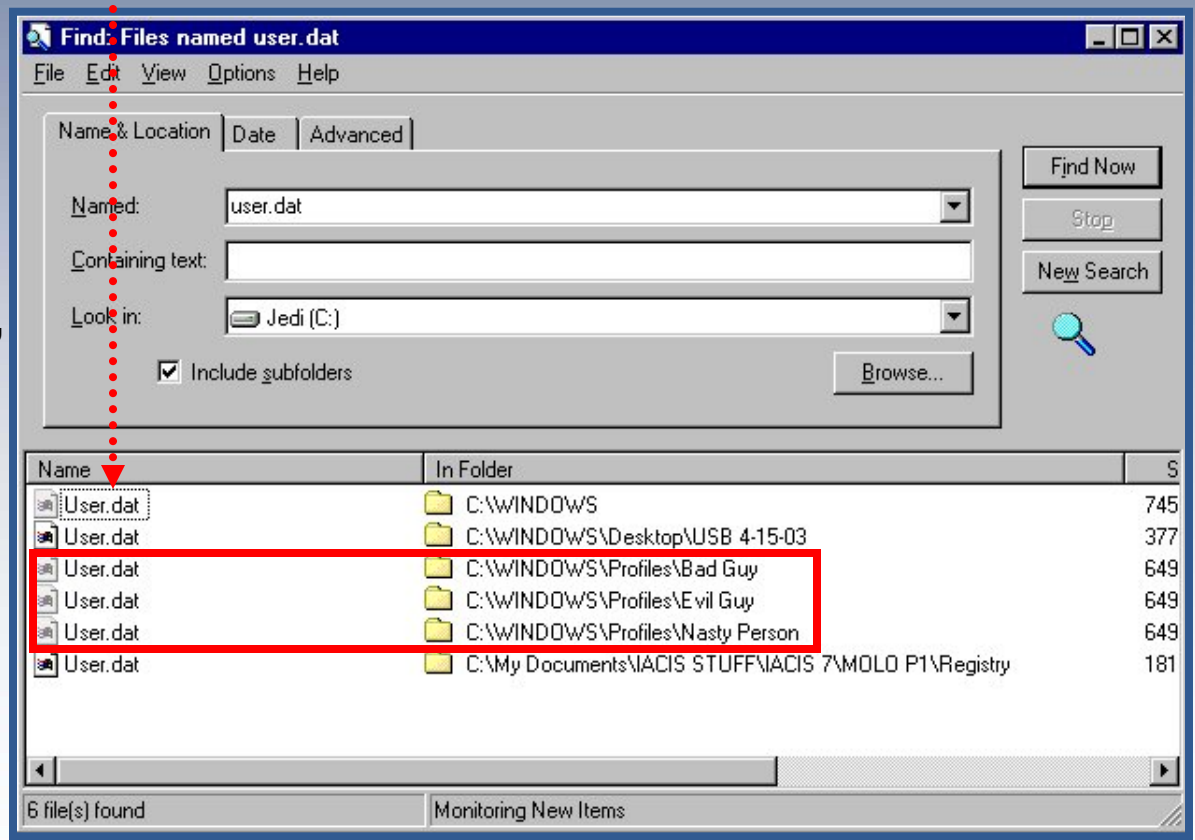 Find: Files named user.dat
File Edit View Options Help
Name & Location Date Advanced
Find Now
Named: user.dat
Stop
Containing text:
New Search
Look in: Jedi (C:)
Include subfolders
Browse...
Name In Folder S
User.dat C:\WINDOWS 745
User.dat C:\WINDOWS\Desktop\USB 4-15-03 377
User.dat C:\WINDOWS\Profiles\Bad Guy 649
User.dat C:\WINDOWS\Profiles\Evil Guy 649
User.dat C:\WINDOWS\Profiles\Nasty Person 649
User.dat C:\My Documents\IACIS STUFF\IACIS 7\MOLO P1\Registry 181
6 file(s) found Monitoring New Items